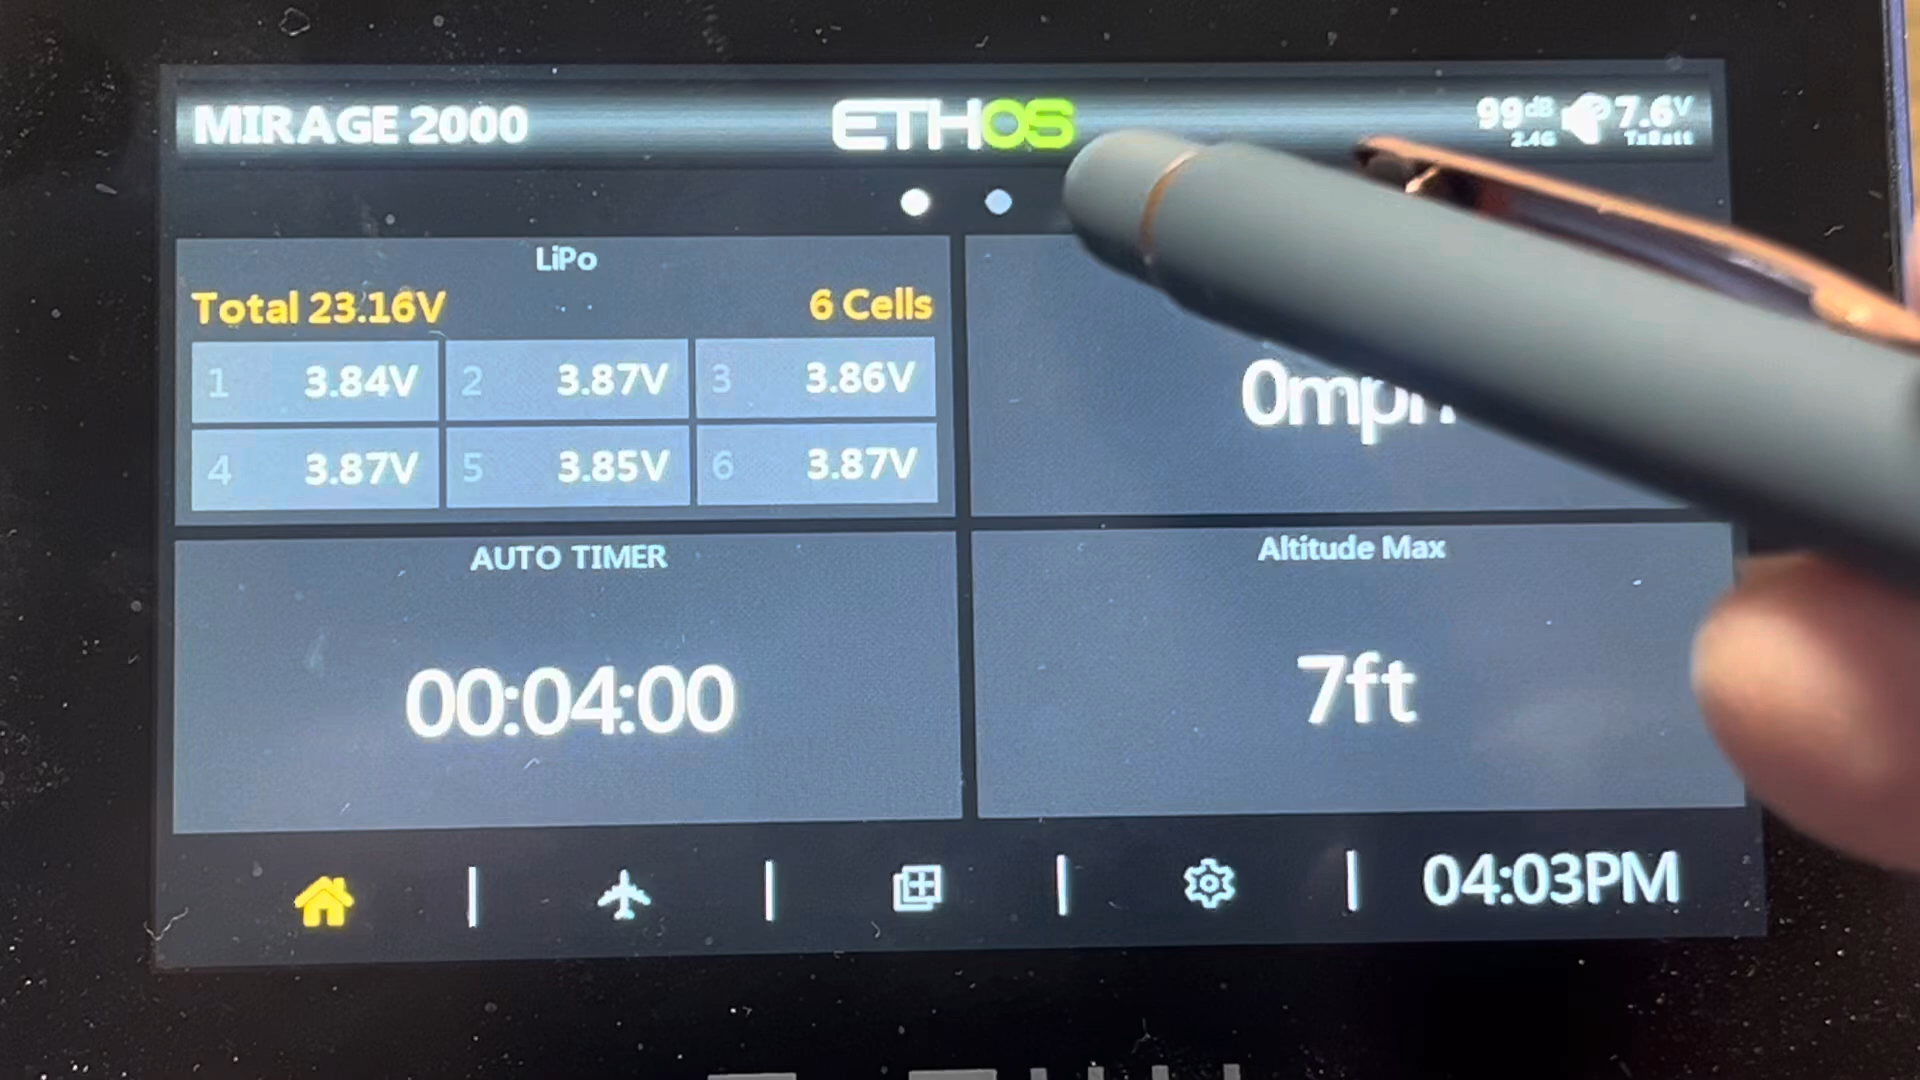 MIRAGE 2000
ETHOS
99dB
2.4G
7.6V
TxBatt
LiPo
Total 23.16V
6 Cells
1 3.84V
2 3.87V
3 3.86V
4 3.87V
5 3.85V
6 3.87V
0mph
AUTO TIMER
00:04:00
Altitude Max
7ft
04:03PM